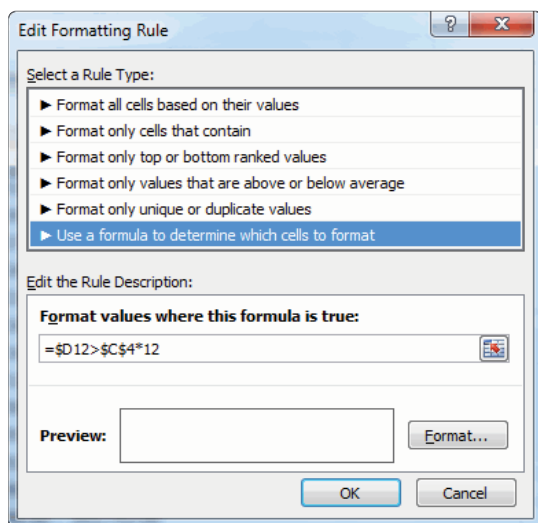 Edit Formatting Rule
Select a Rule Type:
► Format all cells based on their values
► Format only cells that contain
► Format only top or bottom ranked values
► Format only values that are above or below average
► Format only unique or duplicate values
► Use a formula to determine which cells to format
Edit the Rule Description:
Format values where this formula is true:
=$D12>$C$4*12
Preview:
Format...
OK Cancel